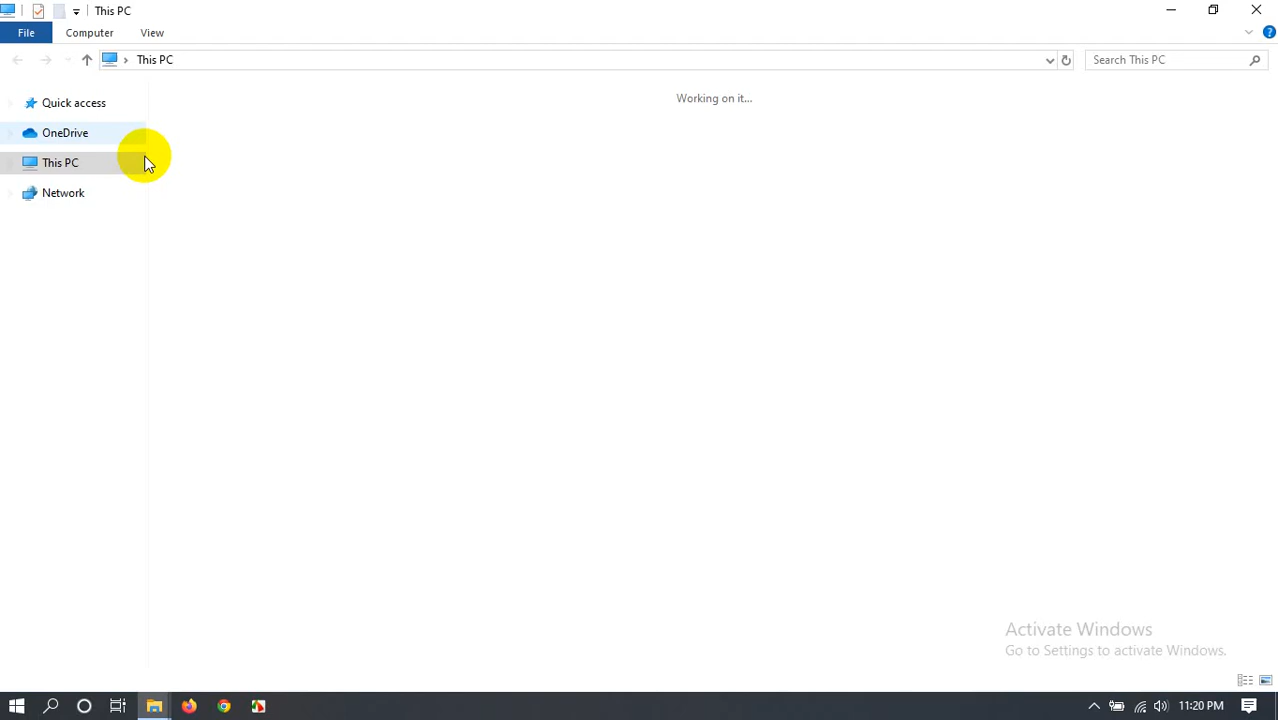 This PC
File Computer View
This PC Search This PC
Quick access
Working on it...
OneDrive
This PC
Network
Activate Windows
Go to Settings to activate Windows.
11:20 PM